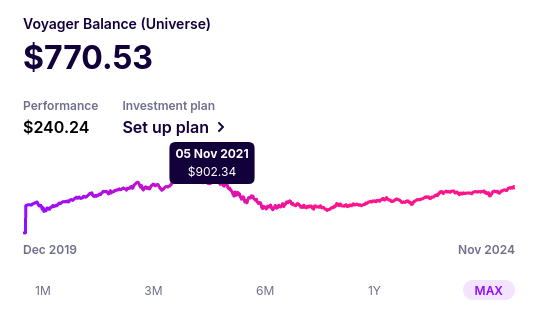 Voyager Balance (Universe)
$770.53
Performance Investment plan
$240.24 Set up plan
05 Nov 2021
$902.34
Dec 2019 Nov 2024
1M 3M 6M 1Y MAX